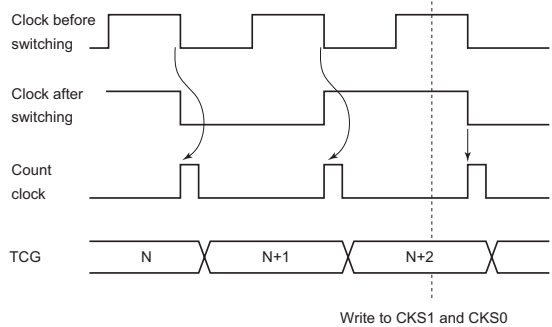 Clock before
switching
Clock after
switching
Count
clock
TCG
N
N+1
N+2
Write to CKS1 and CKS0